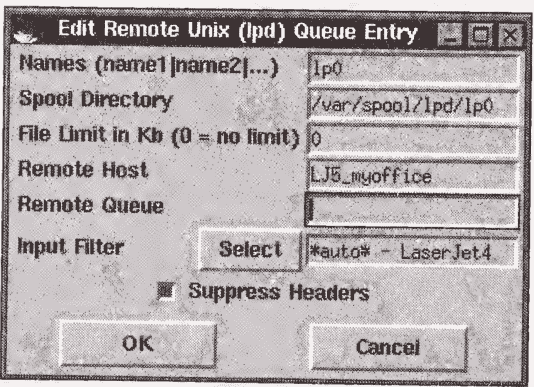 Edit Remote Unix (lpd) Queue Entry
Names (name1|name2|...) lp0
Spool Directory /var/spool/lpd/lp0
File Limit in Kb (0 = no limit) 0
Remote Host LJ5_myoffice
Remote Queue
Input Filter Select *auto* - LaserJet4
Suppress Headers
OK Cancel